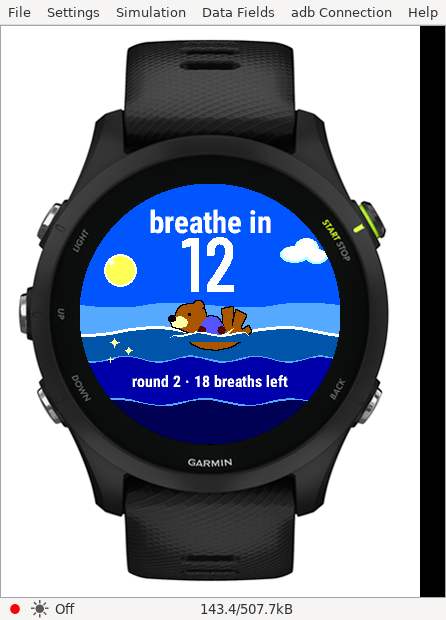 File Settings Simulation Data Fields adb Connection Help
LIGHT
START STOP
UP
DOWN
BACK
breathe in
12
round 2 · 18 breaths left
GARMIN
Off 143.4/507.7kB